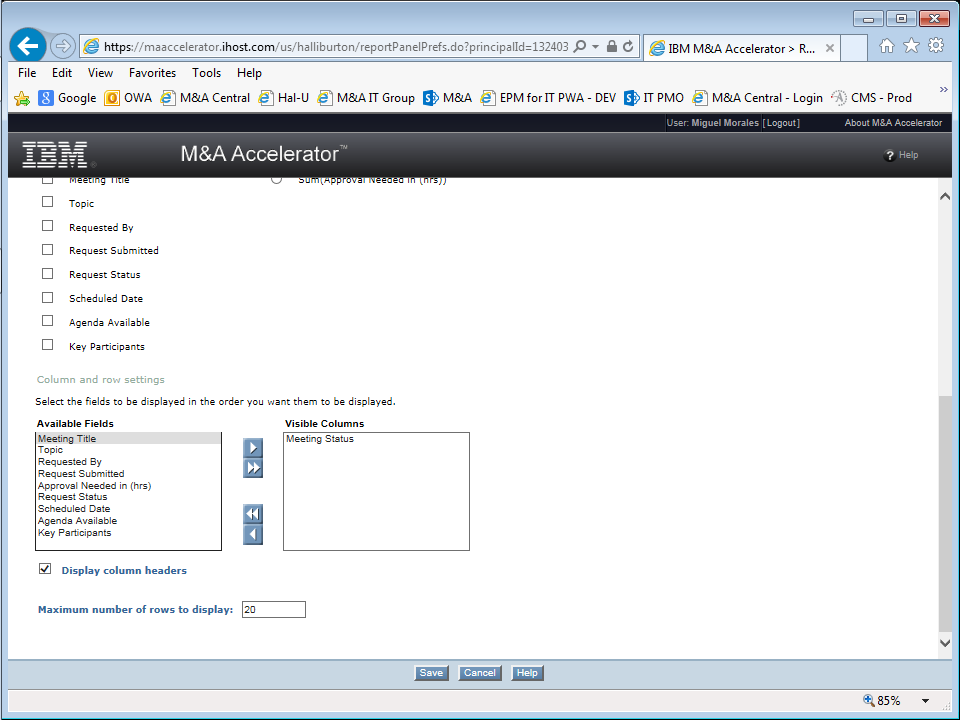 https://maaccelerator.ihost.com/us/halliburton/reportPanelPrefs.do?principalId=132403
IBM M&A Accelerator > R...
File Edit View Favorites Tools Help
Google OWA M&A Central Hal-U M&A IT Group M&A EPM for IT PWA - DEV IT PMO M&A Central - Login CMS - Prod
User: Miguel Morales [Logout] About M&A Accelerator
IBM M&A Accelerator™ Help
Meeting Title Sum(Approval Needed in (hrs))
Topic
Requested By
Request Submitted
Request Status
Scheduled Date
Agenda Available
Key Participants
Column and row settings
Select the fields to be displayed in the order you want them to be displayed.
Available Fields Visible Columns
Meeting Title Meeting Status
Topic
Requested By
Request Submitted
Approval Needed in (hrs)
Request Status
Scheduled Date
Agenda Available
Key Participants
Display column headers
Maximum number of rows to display: 20
Save Cancel Help
85%